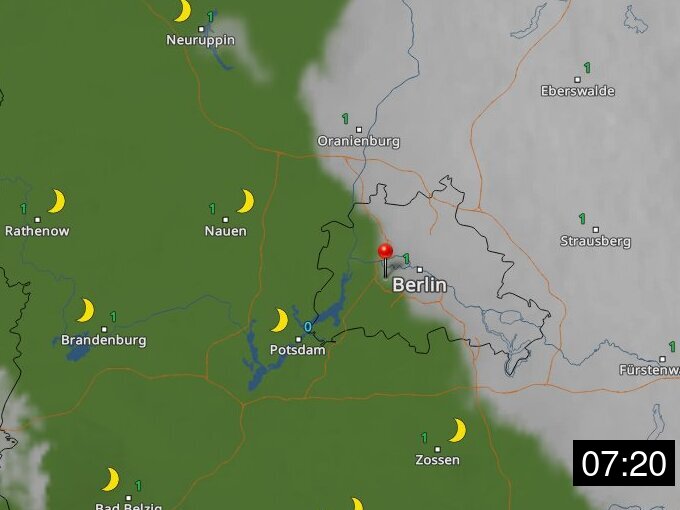 1
Neuruppin
1
Eberswalde
1
Oranienburg
1
Rathenow
1
Nauen
1
Strausberg
1
Berlin
1
Brandenburg
0
Potsdam
1
Fürstenwa
1
Zossen
07:20
1
Bad Belzig